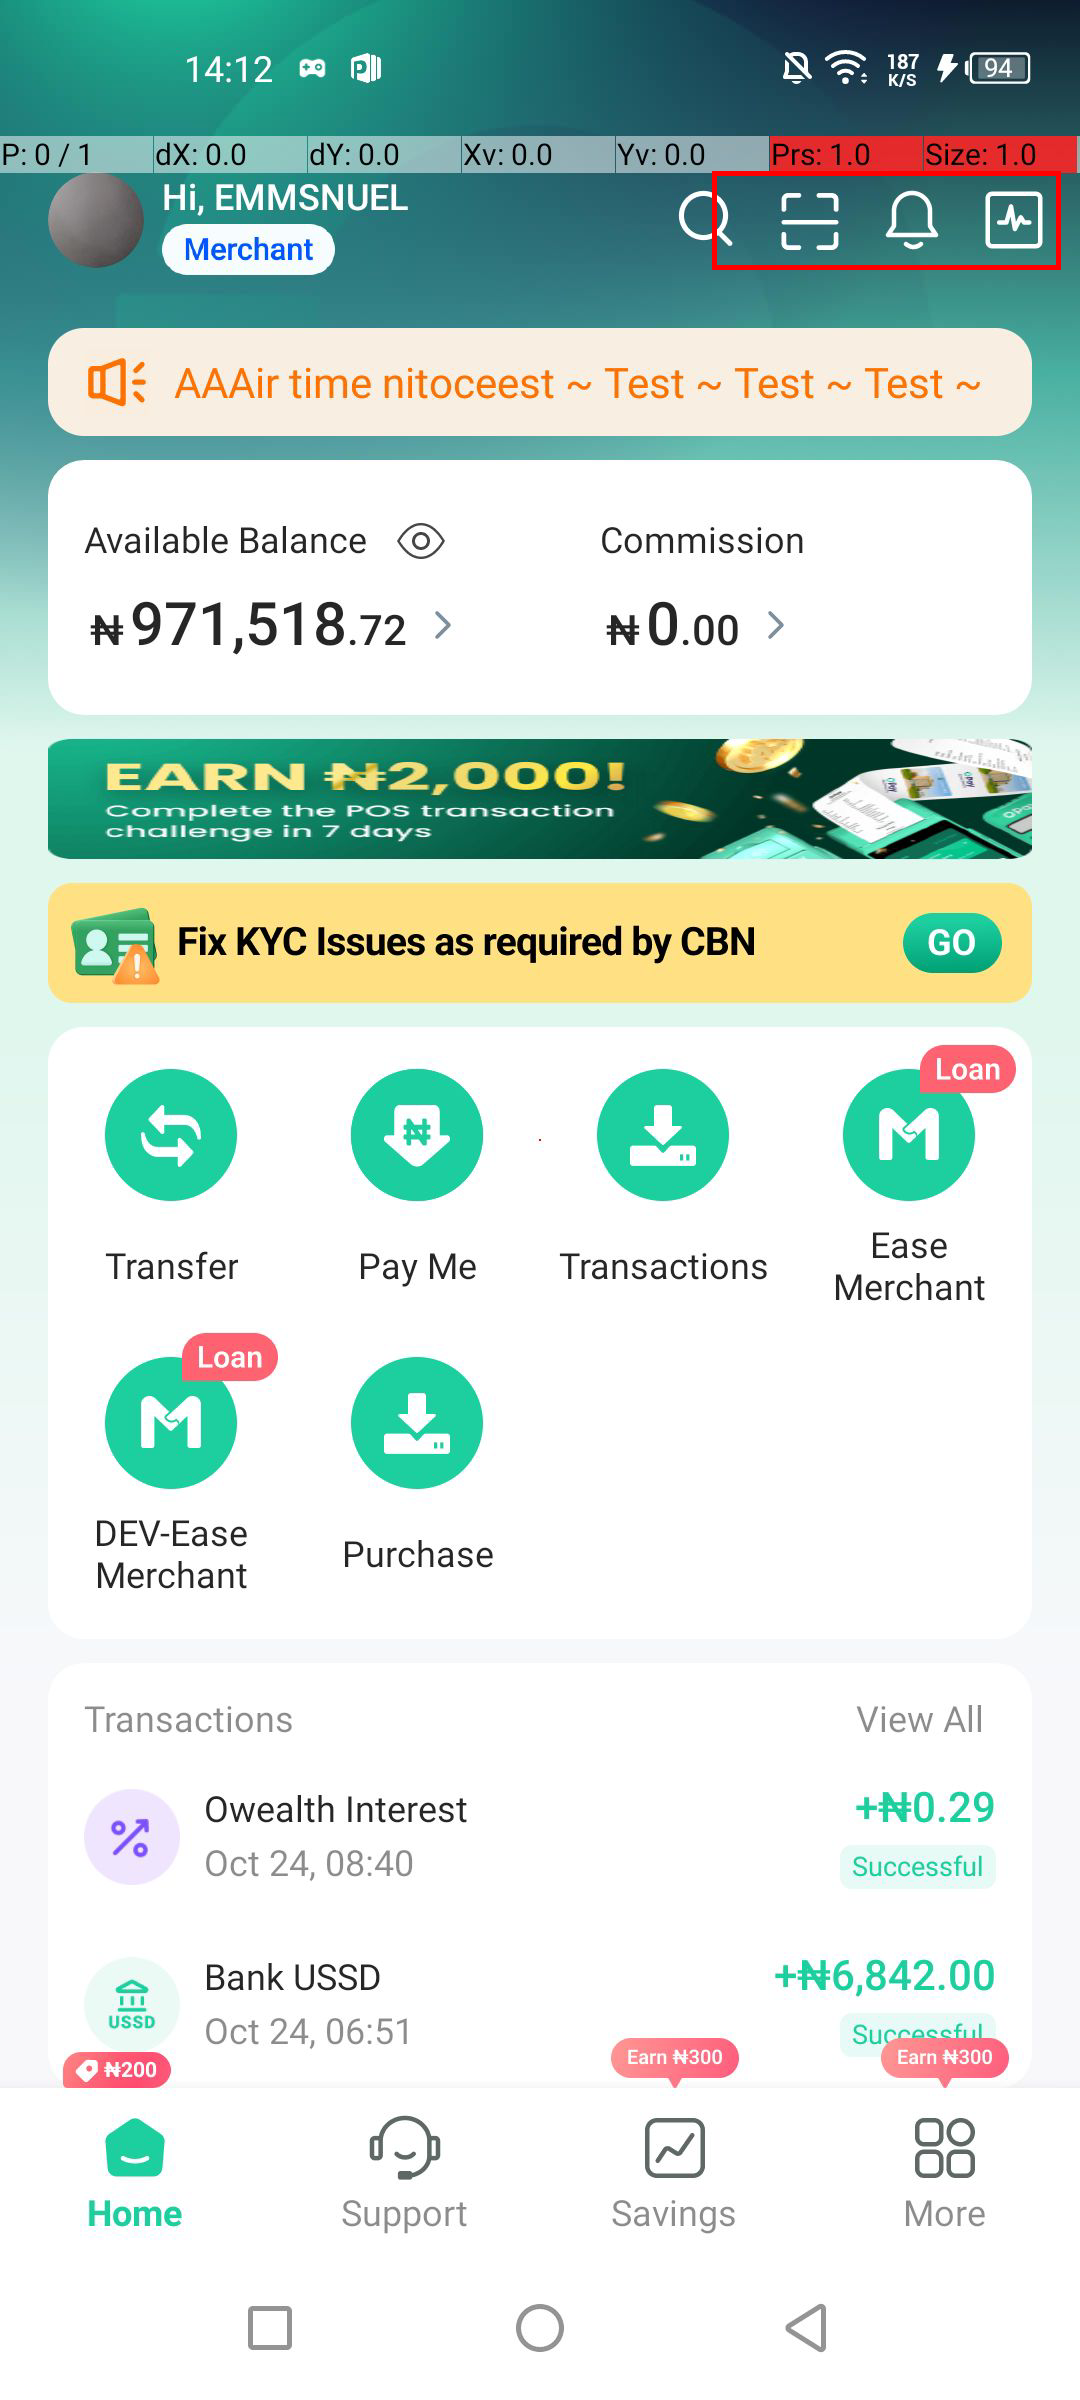 14:12
187
K/S
94
P: 0 / 1
dX: 0.0
dY: 0.0
Xv: 0.0
Yv: 0.0
Prs: 1.0
Size: 1.0
Hi, EMMSNUEL
Merchant
AAAir time nitoceest ~ Test ~ Test ~ Test ~
Available Balance
Commission
₦971,518.72
₦0.00
EARN ₦2,000!
Complete the POS transaction
challenge in 7 days
Fix KYC Issues as required by CBN
GO
Loan
Transfer
Pay Me
Transactions
Ease
Merchant
Loan
DEV-Ease
Merchant
Purchase
Transactions
View All
Owealth Interest
+₦0.29
Oct 24, 08:40
Successful
Bank USSD
+₦6,842.00
USSD
Oct 24, 06:51
Successful
₦200
Earn ₦300
Earn ₦300
Home
Support
Savings
More